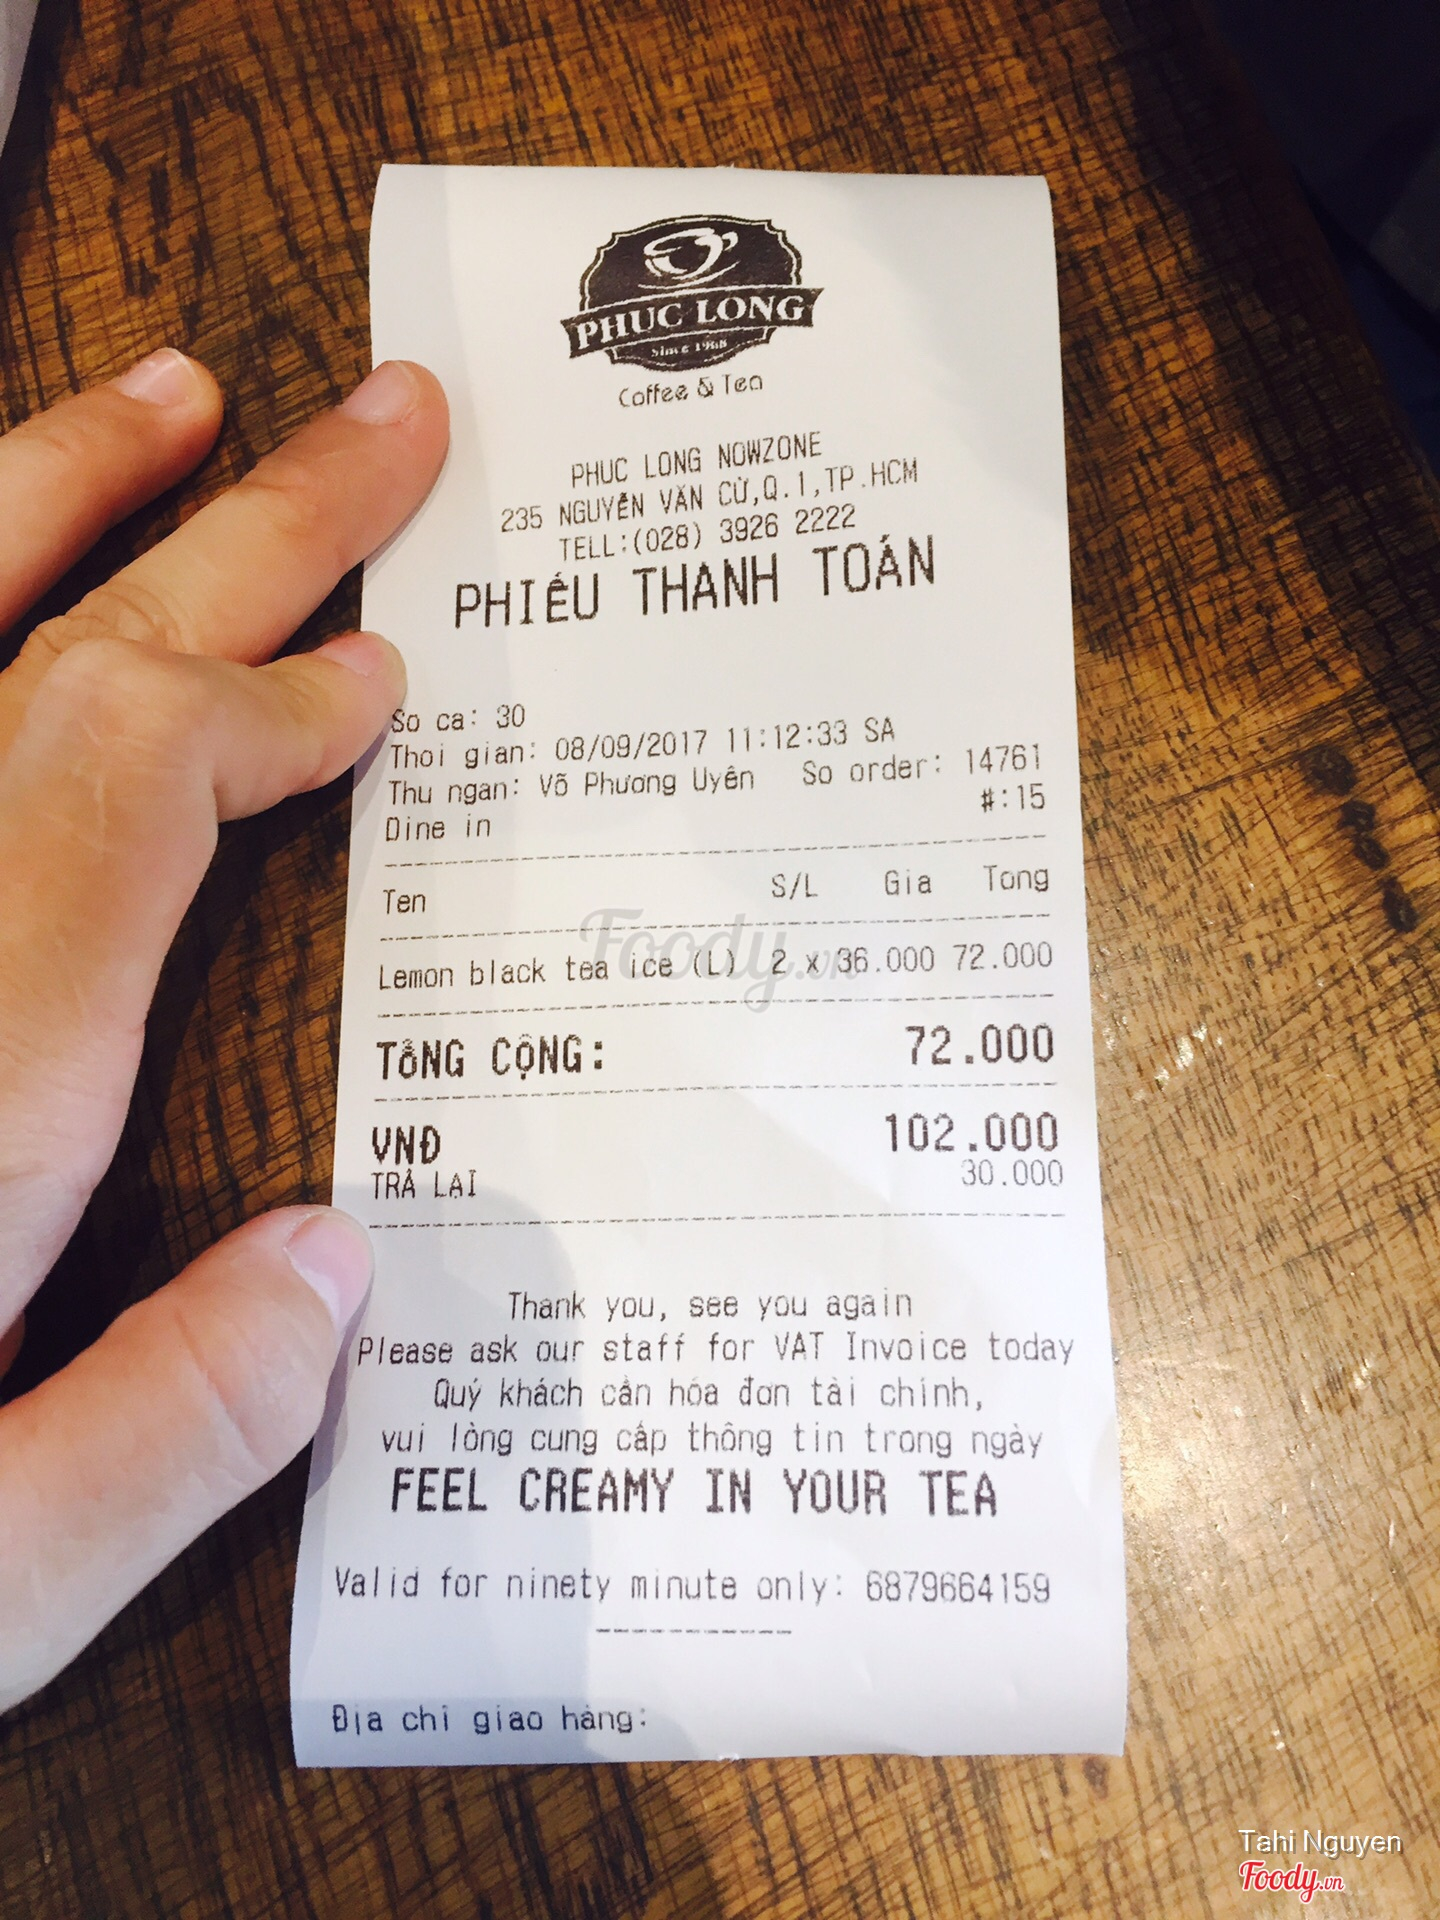 PHUC LONG
Since 1968
Coffee & Tea
PHUC LONG NOWZONE
235 NGUYỄN VĂN CỪ,Q.1,TP.HCM
TELL:(028) 3926 2222
PHIẾU THANH TOÁN
So ca: 30
Thoi gian: 08/09/2017 11:12:33 SA
Thu ngan: Võ Phương Uyên So order: 14761
Dine in #:15
Ten S/L Gia Tong
Lemon black tea ice (L) 2 x 36.000 72.000
Foody.vn
TỔNG CỘNG: 72.000
VNĐ 102.000
TRẢ LẠI 30.000
Thank you, see you again
Please ask our staff for VAT Invoice today
Quý khách cần hóa đơn tài chính,
vui lòng cung cấp thông tin trong ngày
FEEL CREAMY IN YOUR TEA
Valid for ninety minute only: 6879664159
Địa chỉ giao hàng:
Tahi Nguyen
Foody.vn